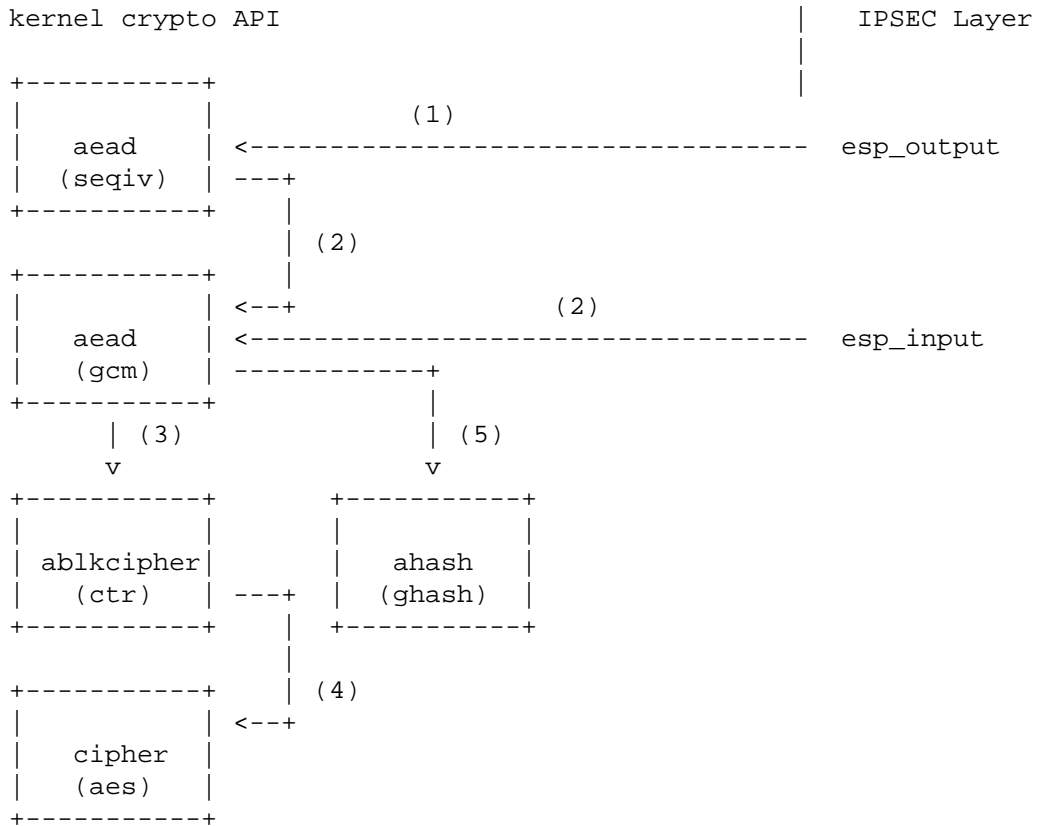 kernel crypto API | IPSEC Layer
|
+-----------+ |
| | (1)
| aead | <----------------------------------- esp_output
| (seqiv) | ---+
+-----------+ |
| (2)
+-----------+ |
| | <--+ (2)
| aead | <----------------------------------- esp_input
| (gcm) | ------------+
+-----------+ |
| (3) | (5)
v v
+-----------+ +-----------+
| | | |
| ablkcipher| | ahash |
| (ctr) | ---+ | (ghash) |
+-----------+ | +-----------+
|
+-----------+ | (4)
| | <--+
| cipher |
| (aes) |
+-----------+